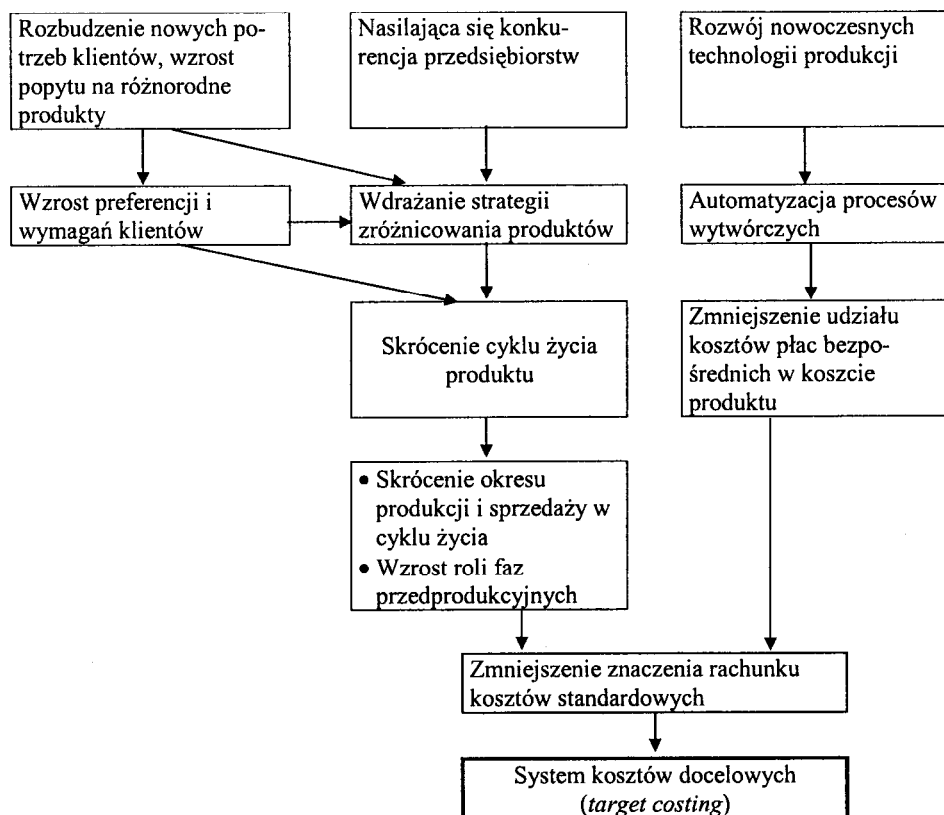 Rozbudzenie nowych po-
trzeb klientów, wzrost
popytu na różnorodne
produkty
Nasilająca się konku-
rencja przedsiębiorstw
Rozwój nowoczesnych
technologii produkcji
Wzrost preferencji i
wymagań klientów
Wdrażanie strategii
zróżnicowania produktów
Automatyzacja procesów
wytwórczych
Skrócenie cyklu życia
produktu
Zmniejszenie udziału
kosztów płac bezpo-
średnich w koszcie
produktu
• Skrócenie okresu
produkcji i sprzedaży w
cyklu życia
• Wzrost roli faz
przedprodukcyjnych
Zmniejszenie znaczenia rachunku
kosztów standardowych
System kosztów docelowych
(target costing)